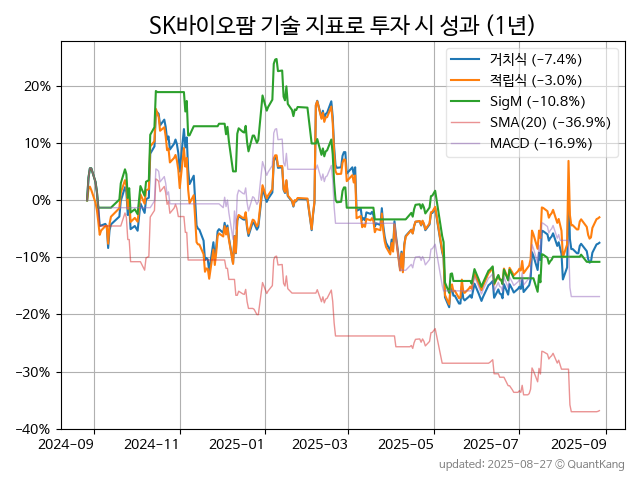 SK바이오팜 기술 지표로 투자 시 성과 (1년)
거치식 (−7.4%)
적립식 (−3.0%)
SigM (−10.8%)
SMA(20) (−36.9%)
MACD (−16.9%)
20%
10%
0%
−10%
−20%
−30%
−40%
2024-09 2024-11 2025-01 2025-03 2025-05 2025-07 2025-09
updated: 2025-08-27 © QuantKang